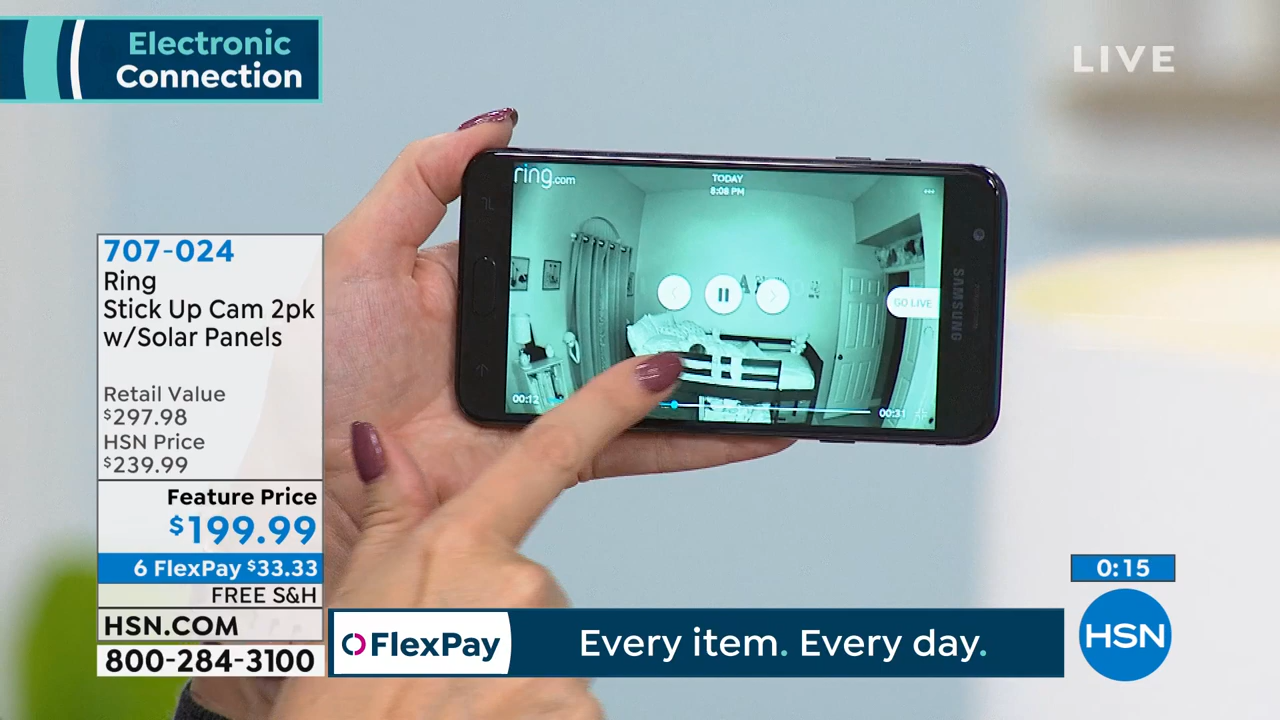 Electronic
Connection
LIVE
ring.com
TODAY
8:08 PM
GO LIVE
00:12
00:31
SAMSUNG
707-024
Ring
Stick Up Cam 2pk
w/Solar Panels
Retail Value
$297.98
HSN Price
$239.99
Feature Price
$199.99
6 FlexPay $33.33
FREE S&H
HSN.COM
800-284-3100
FlexPay
Every item. Every day.
0:15
HSN